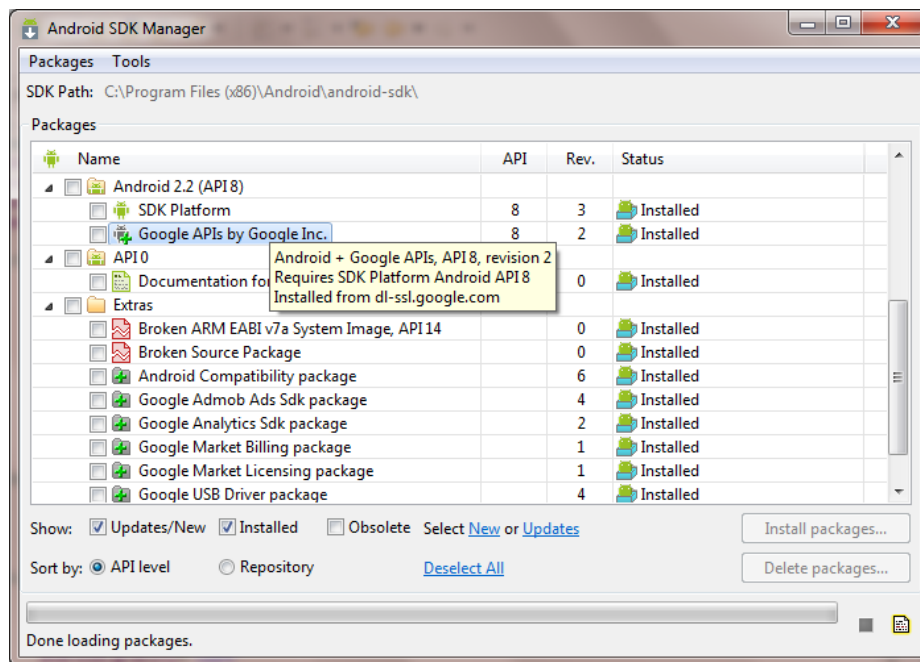 Android SDK Manager
Packages Tools
SDK Path: C:\Program Files (x86)\Android\android-sdk\
Packages
Name API Rev. Status
Android 2.2 (API 8)
SDK Platform 8 3 Installed
Google APIs by Google Inc. 8 2 Installed
Android + Google APIs, API 8, revision 2
Requires SDK Platform Android API 8
Installed from dl-ssl.google.com
API 0
Documentation for 0 Installed
Extras
Broken ARM EABI v7a System Image, API 14 0 Installed
Broken Source Package 0 Installed
Android Compatibility package 6 Installed
Google Admob Ads Sdk package 4 Installed
Google Analytics Sdk package 2 Installed
Google Market Billing package 1 Installed
Google Market Licensing package 1 Installed
Google USB Driver package 4 Installed
Show: Updates/New Installed Obsolete Select New or Updates Install packages...
Sort by: API level Repository Deselect All Delete packages...
Done loading packages.